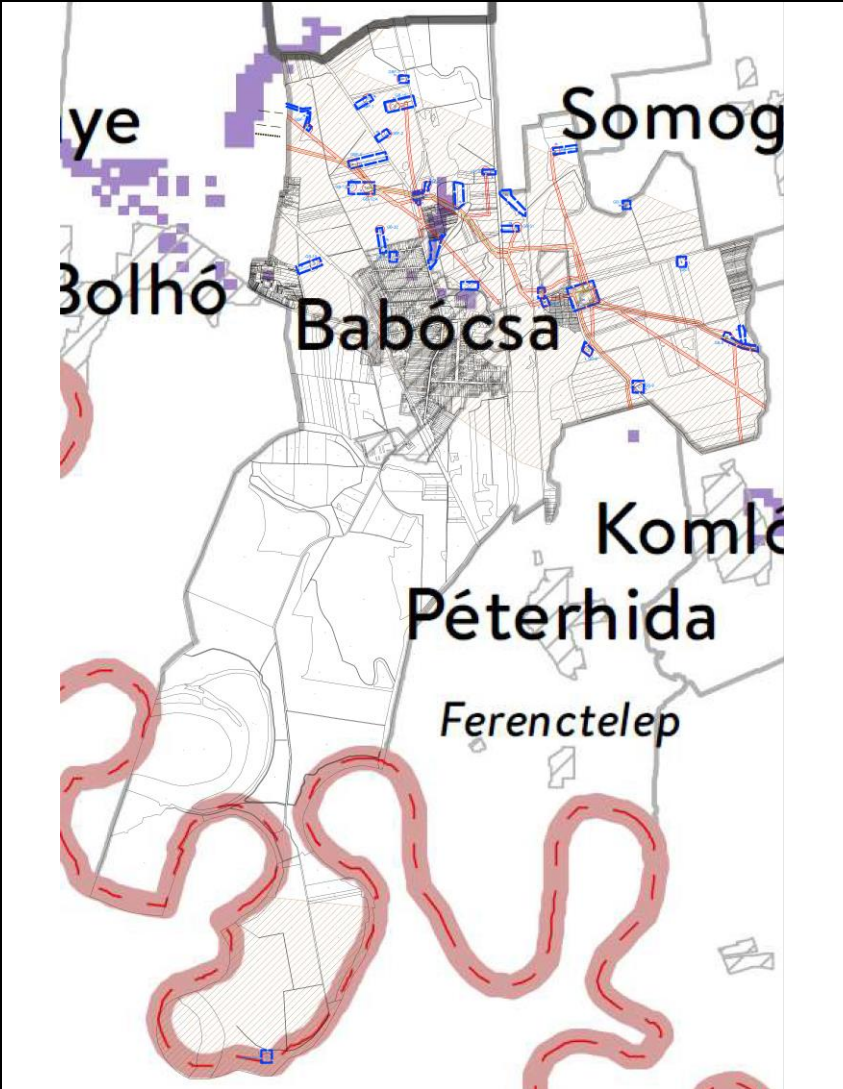 ye
Somog
Bolhó
Babócsa
Komló
Péterhida
Ferenctelep